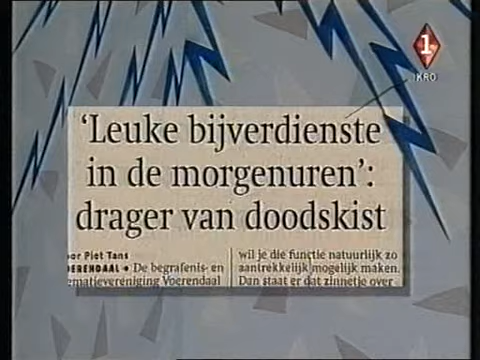 1
KRO
'Leuke bijverdienste
in de morgenuren':
drager van doodskist
oor Piet Tans
OERENDAAL • De begrafenis- en
ematievereniging Voerendaal
wil je die functie natuurlijk zo
aantrekkelijk mogelijk maken.
Dan staat er dat zinnetje over